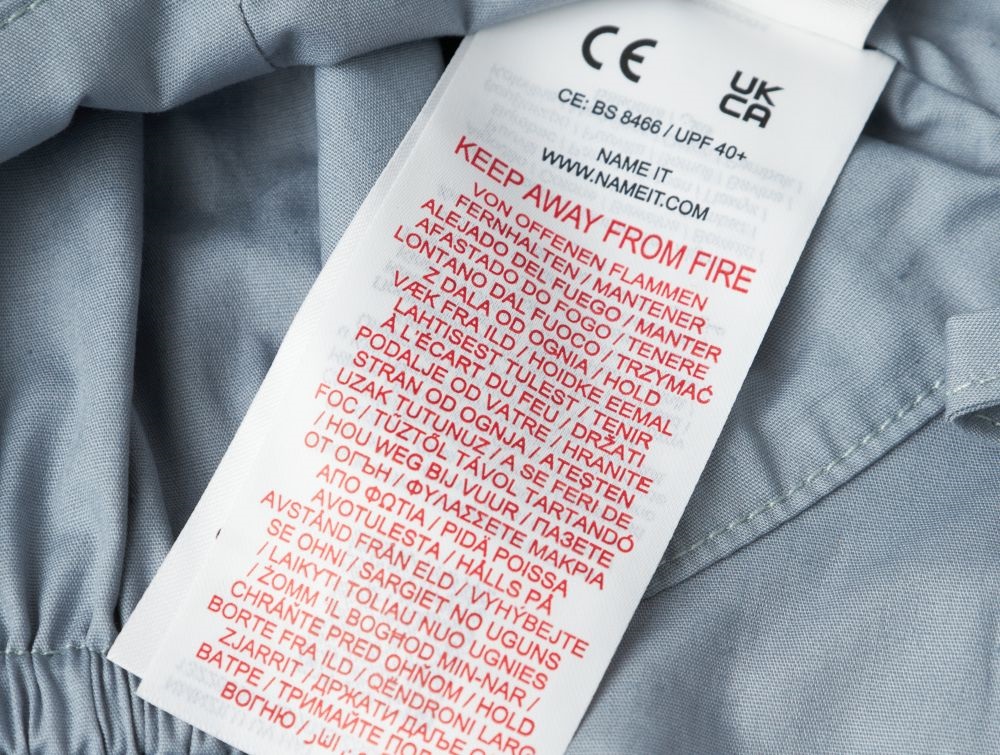 CE
UK
CA
CE: BS 8466 / UPF 40+
NAME IT
WWW.NAMEIT.COM
KEEP AWAY FROM FIRE
VON OFFENEN FLAMMEN
FERNHALTEN / MANTENER
ALEJADO DEL FUEGO / MANTER
AFASTADO DO FOGO / TENERE
LONTANO DAL FUOCO / TRZYMAĆ
Z DALA OD OGNIA / HOLD
VÆK FRA ILD / HOIDKE EEMAL
LAHTISEST TULEST / TENIR
À L'ÉCART DU FEU / DRŽATI
PODALJE OD VATRE / HRANITE
STRAN OD OGNJA / ATEŞTEN
UZAK TUTUNUZ / A SE FERI DE
FOC / TŰZTŐL TÁVOL TARTANDÓ
/ HOU WEG BIJ VUUR / ПАЗЕТЕ
ОТ ОГЪН / ΦΥΛΑΣΣΕΤΕ ΜΑΚΡΙΑ
ΑΠΟ ΦΩΤΙΑ / PIDÄ POISSA
AVOTULESTA / HÅLLS PÅ
AVSTÅND FRÅN ELD / VYHÝBEJTE
SE OHNI / SARGIET NO UGUNS
/ LAIKYTI TOLIAU NUO UGNIES
/ ŻOMM 'IL BOGĦOD MIN-NAR /
CHRÁŇTE PRED OHŇOM / HOLD
BORTE FRA ILD / QËNDRONI LARG
ZJARRIT / ДРЖАТИ ДАЉЕ
ВАТРЕ / ТРИМАЙТЕ
ВОГНЮ /